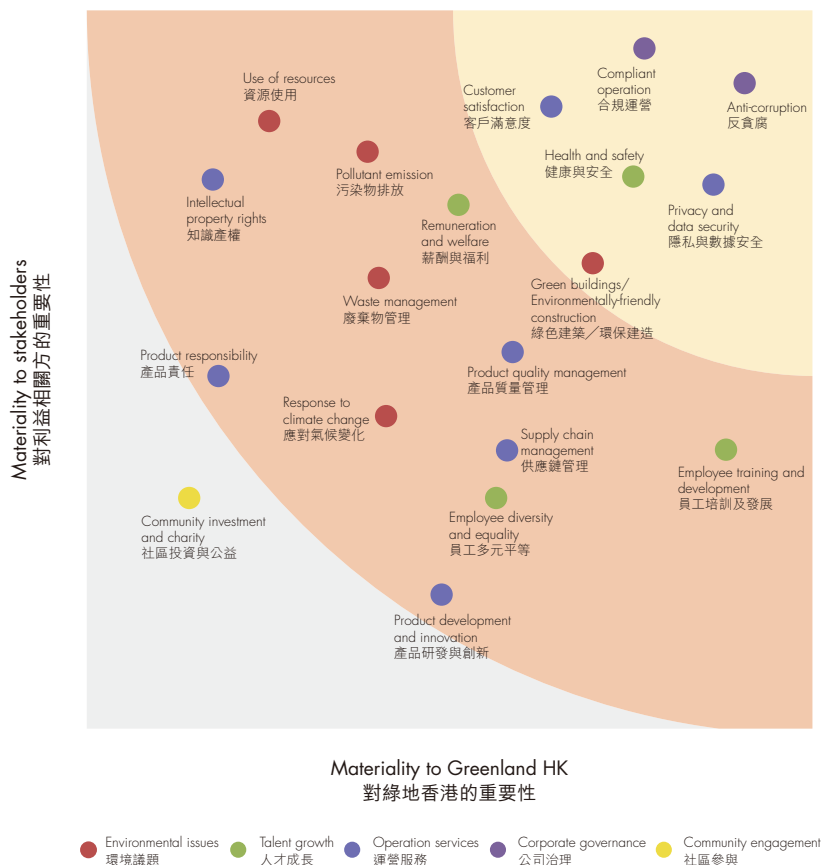 Compliant
operation
合規運營
Use of resources
資源使用
Customer
satisfaction
客戶滿意度
Anti-corruption
反貪腐
Health and safety
健康與安全
Pollutant emission
污染物排放
Intellectual
property rights
知識產權
Remuneration
and welfare
薪酬與福利
Privacy and
data security
隱私與數據安全
Waste management
廢棄物管理
Green buildings/
Environmentally-friendly
construction
綠色建築／環保建造
Product responsibility
產品責任
Product quality management
產品質量管理
Response to
climate change
應對氣候變化
Supply chain
management
供應鏈管理
Employee training and
development
員工培訓及發展
Community investment
and charity
社區投資與公益
Employee diversity
and equality
員工多元平等
Product development
and innovation
產品研發與創新
Materiality to stakeholders
對利益相關方的重要性
Materiality to Greenland HK
對綠地香港的重要性
Environmental issues
環境議題
Talent growth
人才成長
Operation services
運營服務
Corporate governance
公司治理
Community engagement
社區參與